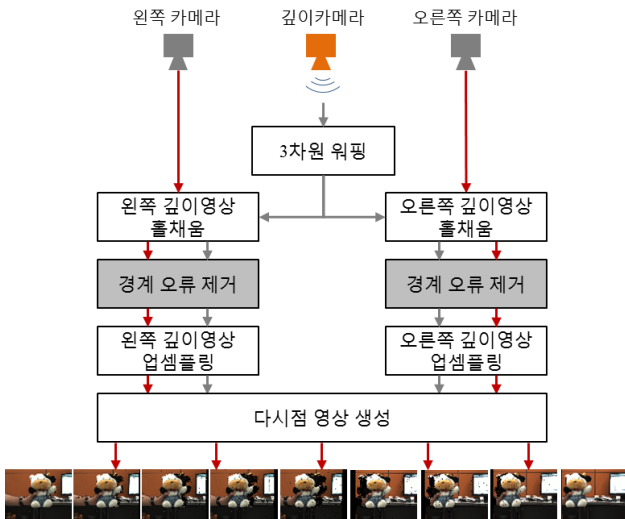 왼쪽 카메라
깊이카메라
오른쪽 카메라
3차원 워핑
왼쪽 깊이영상
홀채움
오른쪽 깊이영상
홀채움
경계 오류 제거
경계 오류 제거
왼쪽 깊이영상
업셈플링
오른쪽 깊이영상
업셈플링
다시점 영상 생성